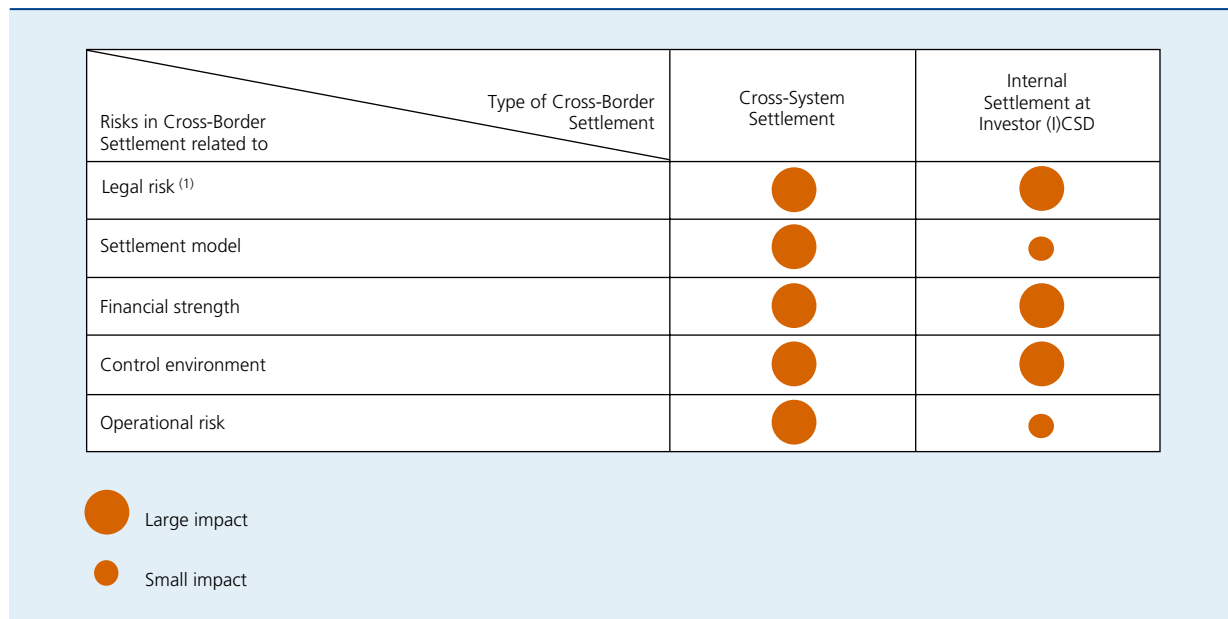 Type of Cross-Border
Settlement
Risks in Cross-Border
Settlement related to
Cross-System
Settlement
Internal
Settlement at
Investor (I)CSD
Legal risk (1)
Settlement model
Financial strength
Control environment
Operational risk
Large impact
Small impact